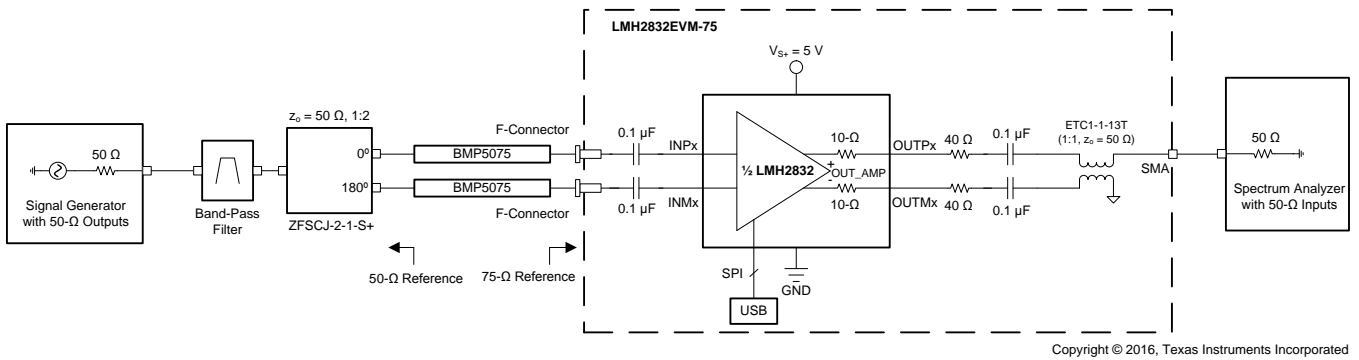 LMH2832EVM-75
V_S+ = 5 V
z_o = 50 Ω, 1:2
F-Connector
0.1 µF
INPx
10-Ω
OUTPx
40 Ω
0.1 µF
ETC1-1-13T
(1:1, z_o = 50 Ω)
50 Ω
0º
BMP5075
½ LMH2832
+
OUT_AMP
-
SMA
50 Ω
Signal Generator
with 50-Ω Outputs
Band-Pass
Filter
180º
ZFSCJ-2-1-S+
BMP5075
F-Connector
0.1 µF
INMx
10-Ω
OUTMx
40 Ω
0.1 µF
Spectrum Analyzer
with 50-Ω Inputs
50-Ω Reference
75-Ω Reference
SPI
GND
USB
Copyright © 2016, Texas Instruments Incorporated